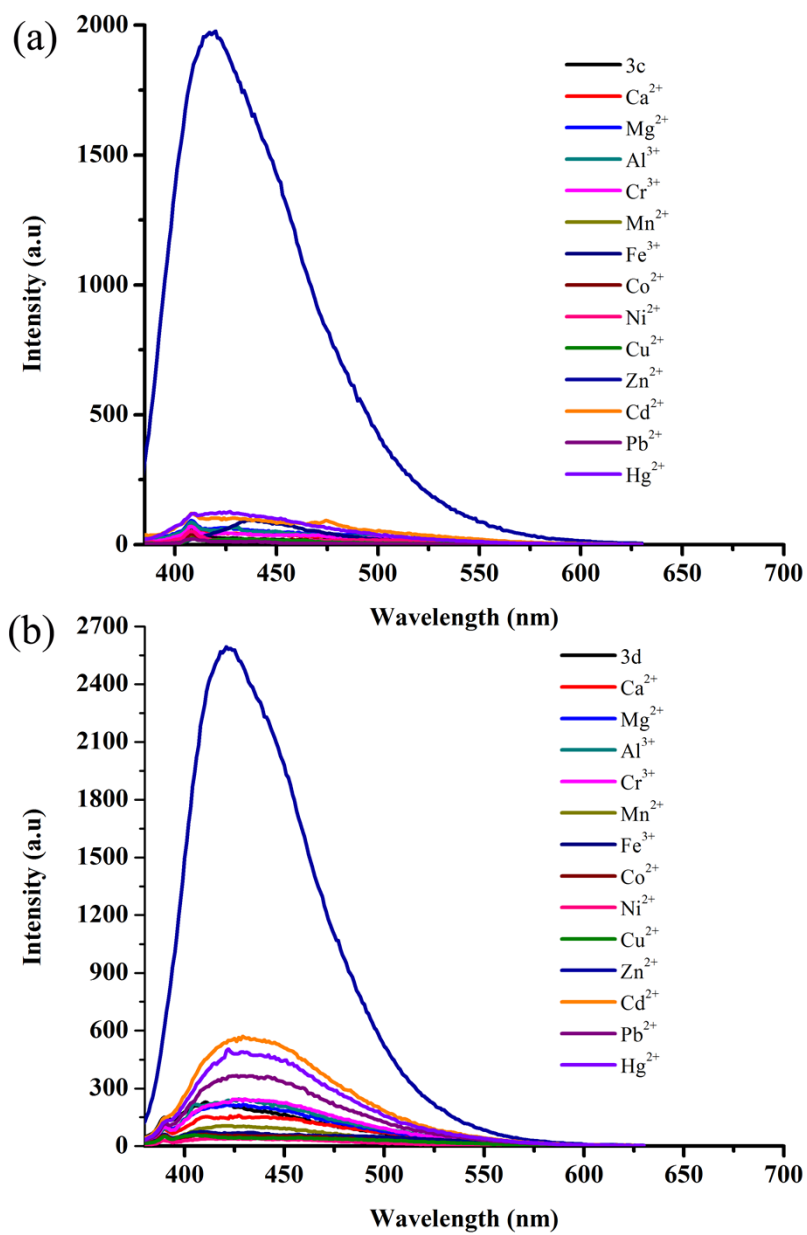 (a)
2000
1500
1000
500
0
Intensity (a.u)
3c
Ca2+
Mg2+
Al3+
Cr3+
Mn2+
Fe3+
Co2+
Ni2+
Cu2+
Zn2+
Cd2+
Pb2+
Hg2+
400 450 500 550 600 650 700
Wavelength (nm)
(b)
2700
2400
2100
1800
1500
1200
900
600
300
0
Intensity (a.u)
3d
Ca2+
Mg2+
Al3+
Cr3+
Mn2+
Fe3+
Co2+
Ni2+
Cu2+
Zn2+
Cd2+
Pb2+
Hg2+
400 450 500 550 600 650 700
Wavelength (nm)